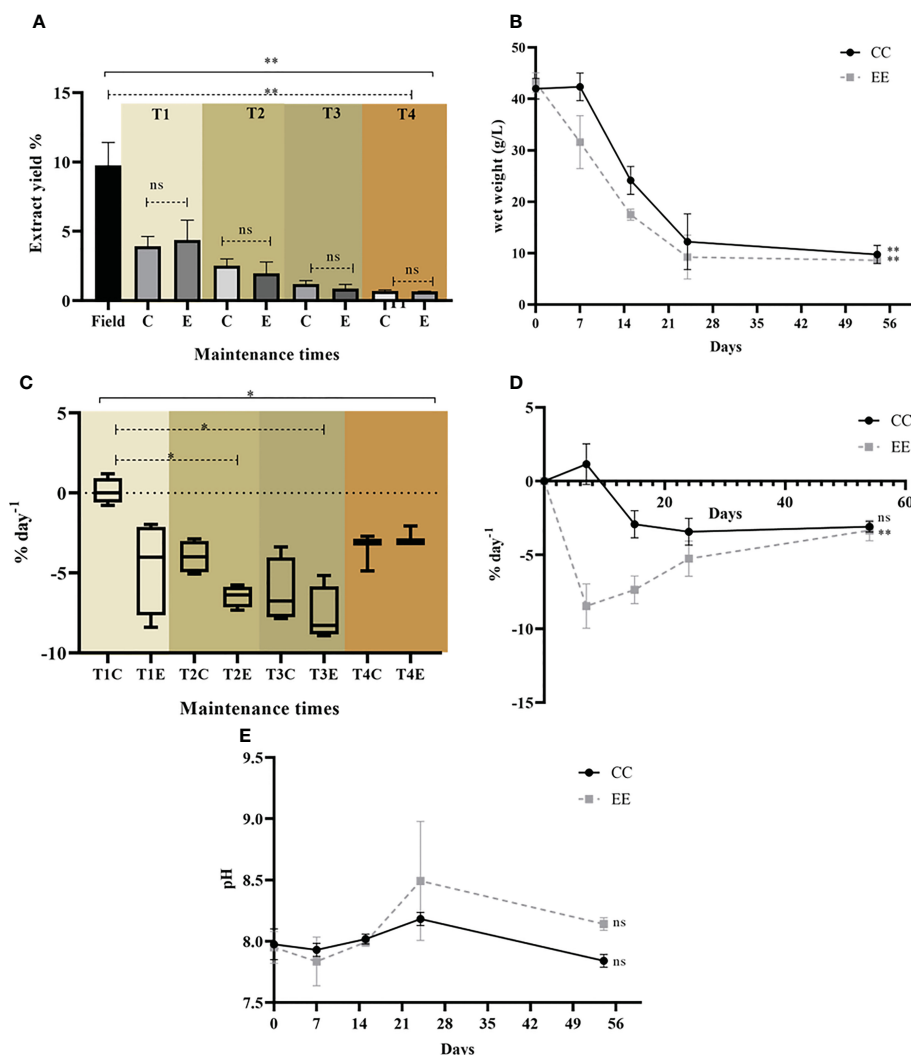 A
**
**
15
10
5
0
Extract yield %
T1
T2
T3
T4
ns
ns
ns
ns
Field
C
E
C
E
C
E
C
E
Maintenance times
B
50
40
30
20
10
0
wet weight (g/L)
CC
EE
**
**
0
7
14
21
28
35
42
49
56
Days
C
*
*
*
5
0
-5
-10
% day-1
T1C
T1E
T2C
T2E
T3C
T3E
T4C
T4E
Maintenance times
D
5
0
-5
-10
-15
% day-1
CC
EE
20
40
60
Days
ns
**
E
9.5
9.0
8.5
8.0
7.5
pH
CC
EE
ns
ns
0
7
14
21
28
35
42
49
56
Days